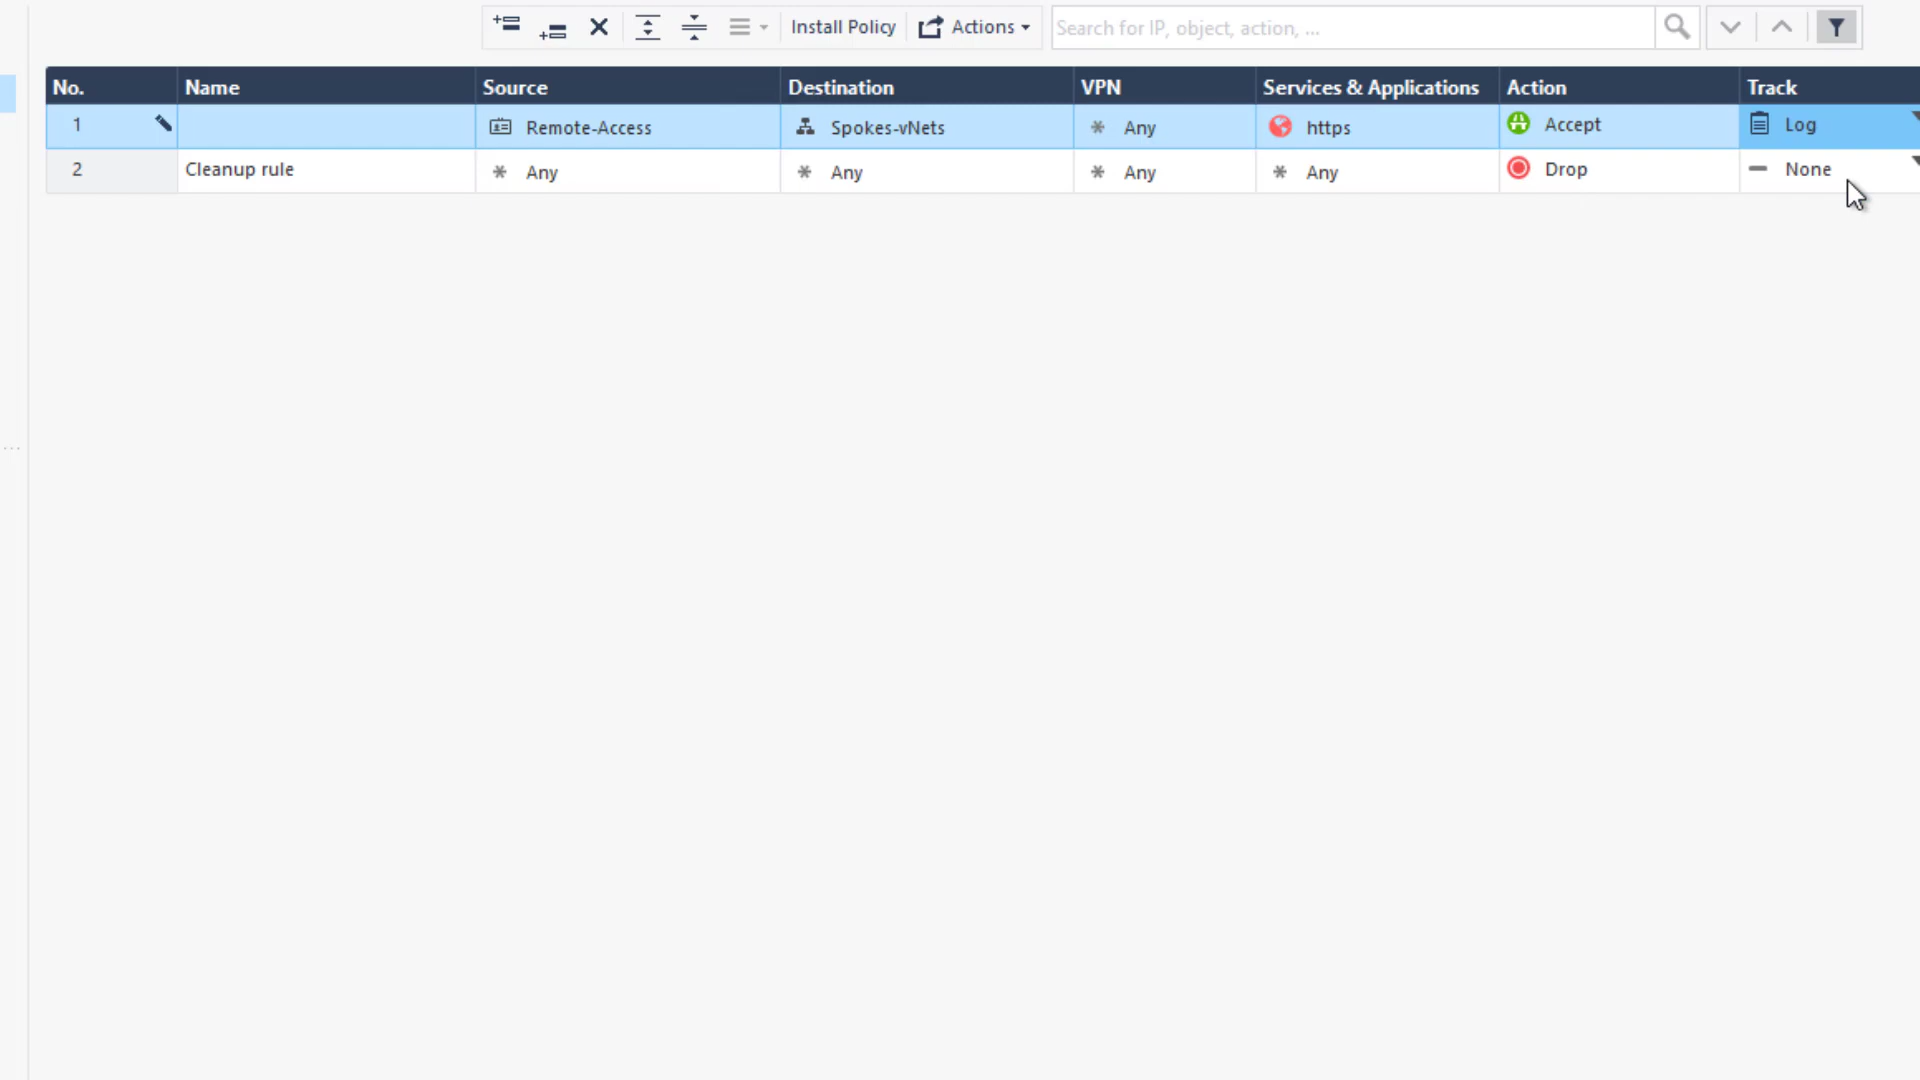 Install Policy Actions Search for IP, object, action, ...
No. Name Source Destination VPN Services & Applications Action Track
1 Remote-Access Spokes-vNets * Any https Accept Log
2 Cleanup rule * Any * Any * Any * Any Drop None